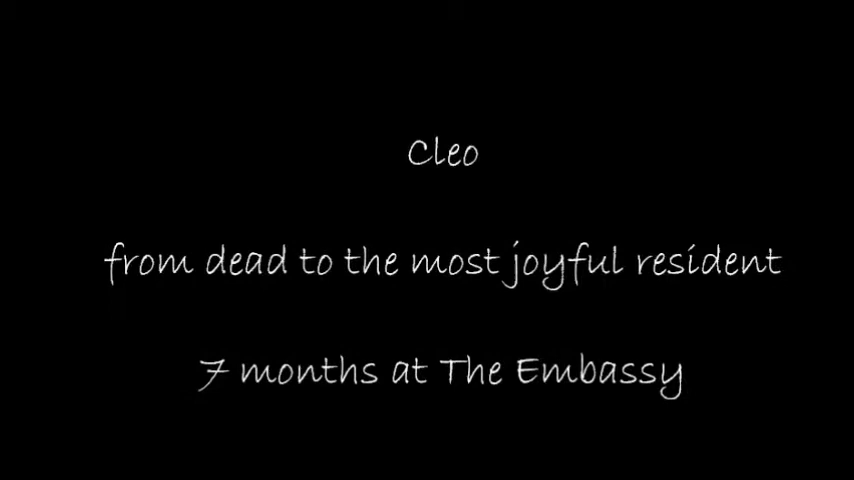 Cleo
from dead to the most joyful resident
7 months at The Embassy